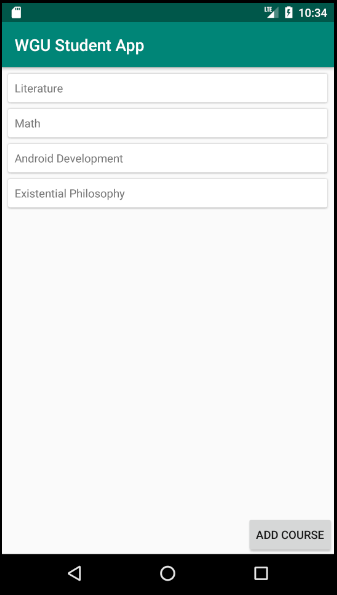 LTE 10:34
WGU Student App
Literature
Math
Android Development
Existential Philosophy
ADD COURSE